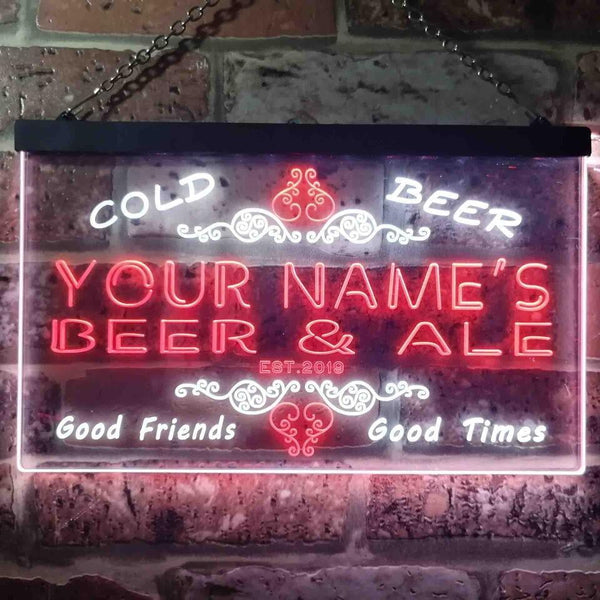 COLD BEER
YOUR NAME'S
BEER & ALE
EST.2019
Good Friends Good Times